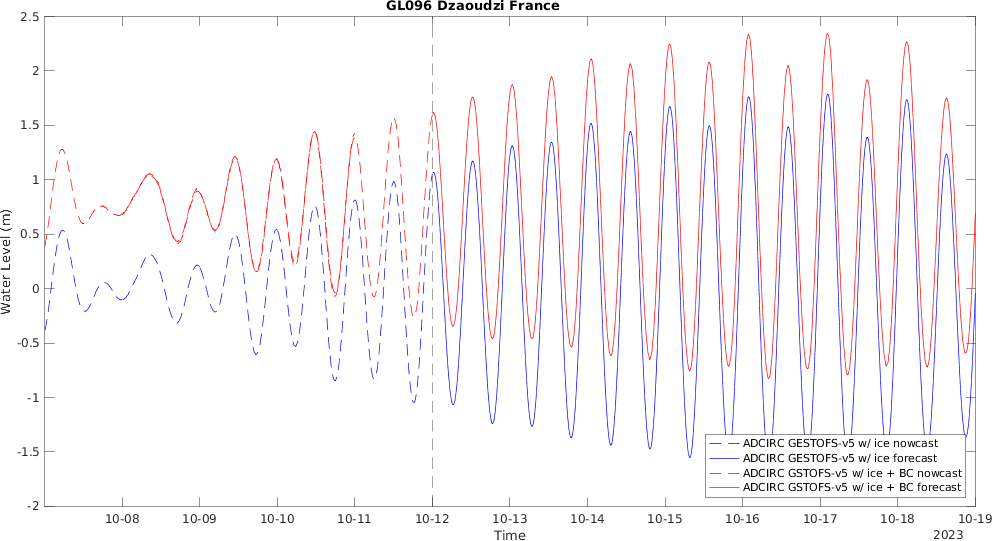 GL096 Dzaoudzi France
2.5
2
1.5
1
0.5
0
-0.5
-1
-1.5
-2
Water Level (m)
ADCIRC GESTOFS-v5 w/ ice nowcast
ADCIRC GESTOFS-v5 w/ ice forecast
ADCIRC GSTOFS-v5 w/ ice + BC nowcast
ADCIRC GSTOFS-v5 w/ ice + BC forecast
10-08 10-09 10-10 10-11 10-12 10-13 10-14 10-15 10-16 10-17 10-18 10-19
Time
2023